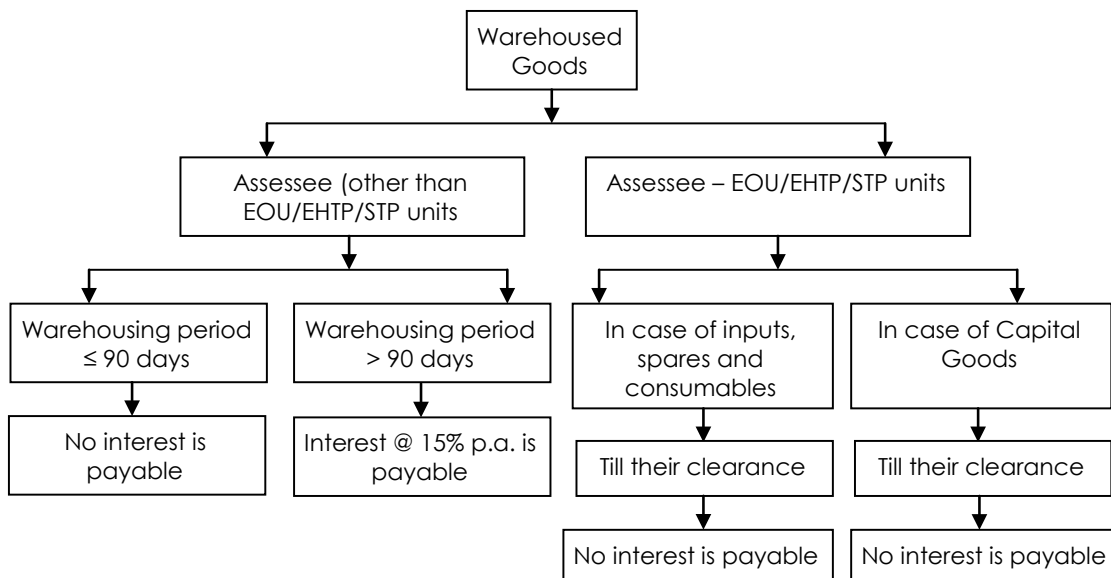 Warehoused
Goods
Assessee (other than
EOU/EHTP/STP units
Assessee – EOU/EHTP/STP units
Warehousing period
≤ 90 days
Warehousing period
> 90 days
In case of inputs,
spares and
consumables
In case of Capital
Goods
No interest is
payable
Interest @ 15% p.a. is
payable
Till their clearance
Till their clearance
No interest is payable
No interest is payable